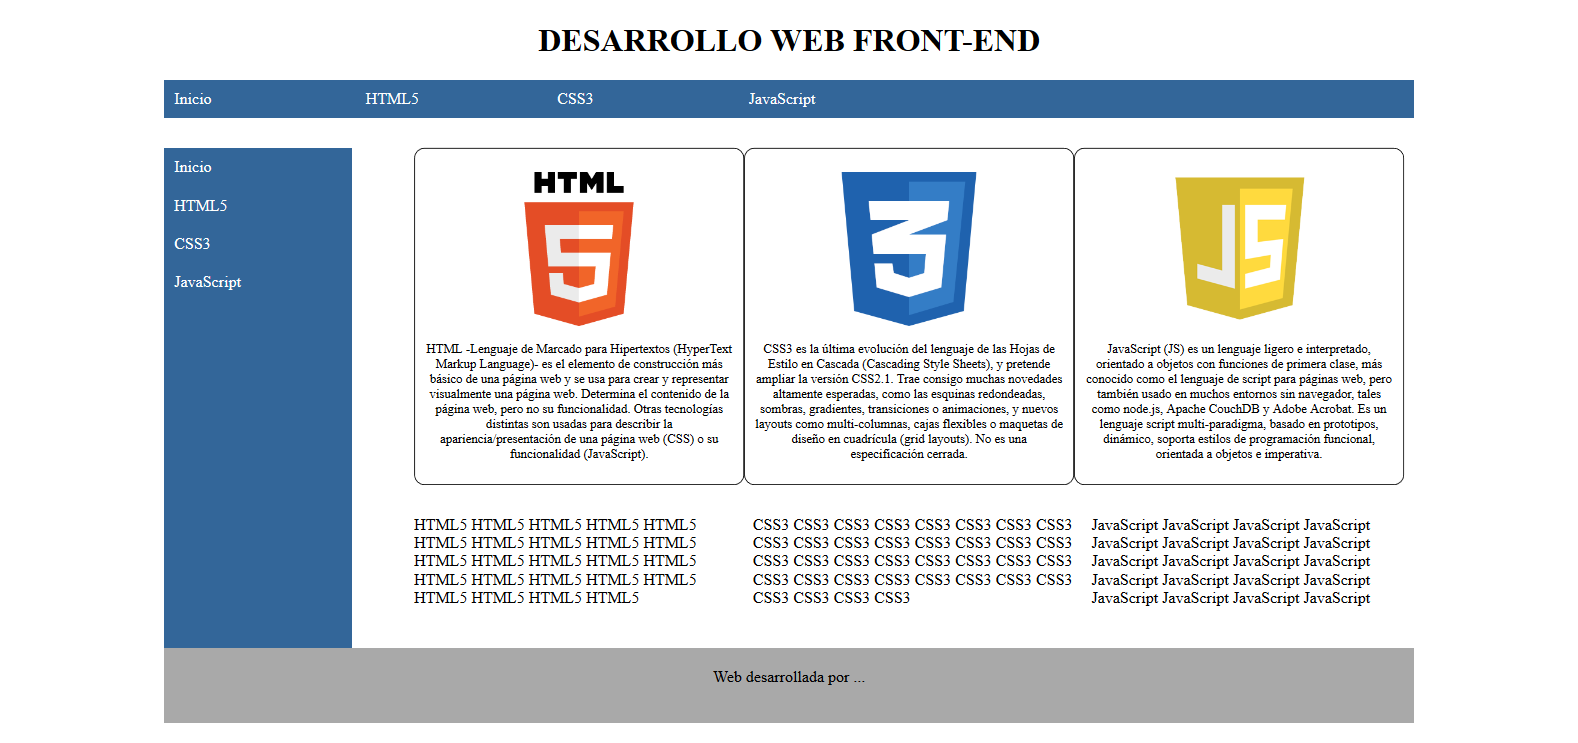 DESARROLLO WEB FRONT-END
Inicio HTML5 CSS3 JavaScript
Inicio
HTML5
CSS3
JavaScript
HTML
5
HTML -Lenguaje de Marcado para Hipertextos (HyperText
Markup Language)- es el elemento de construcción más
básico de una página web y se usa para crear y representar
visualmente una página web. Determina el contenido de la
página web, pero no su funcionalidad. Otras tecnologías
distintas son usadas para describir la
apariencia/presentación de una página web (CSS) o su
funcionalidad (JavaScript).
3
CSS3 es la última evolución del lenguaje de las Hojas de
Estilo en Cascada (Cascading Style Sheets), y pretende
ampliar la versión CSS2.1. Trae consigo muchas novedades
altamente esperadas, como las esquinas redondeadas,
sombras, gradientes, transiciones o animaciones, y nuevos
layouts como multi-columnas, cajas flexibles o maquetas de
diseño en cuadrícula (grid layouts). No es una
especificación cerrada.
JS
JavaScript (JS) es un lenguaje ligero e interpretado,
orientado a objetos con funciones de primera clase, más
conocido como el lenguaje de script para páginas web, pero
también usado en muchos entornos sin navegador, tales
como node.js, Apache CouchDB y Adobe Acrobat. Es un
lenguaje script multi-paradigma, basado en prototipos,
dinámico, soporta estilos de programación funcional,
orientada a objetos e imperativa.
HTML5 HTML5 HTML5 HTML5 HTML5
HTML5 HTML5 HTML5 HTML5 HTML5
HTML5 HTML5 HTML5 HTML5 HTML5
HTML5 HTML5 HTML5 HTML5 HTML5
HTML5 HTML5 HTML5 HTML5
CSS3 CSS3 CSS3 CSS3 CSS3 CSS3 CSS3 CSS3
CSS3 CSS3 CSS3 CSS3 CSS3 CSS3 CSS3 CSS3
CSS3 CSS3 CSS3 CSS3 CSS3 CSS3 CSS3 CSS3
CSS3 CSS3 CSS3 CSS3 CSS3 CSS3 CSS3 CSS3
CSS3 CSS3 CSS3 CSS3
JavaScript JavaScript JavaScript JavaScript
JavaScript JavaScript JavaScript JavaScript
JavaScript JavaScript JavaScript JavaScript
JavaScript JavaScript JavaScript JavaScript
JavaScript JavaScript JavaScript JavaScript
Web desarrollada por ...